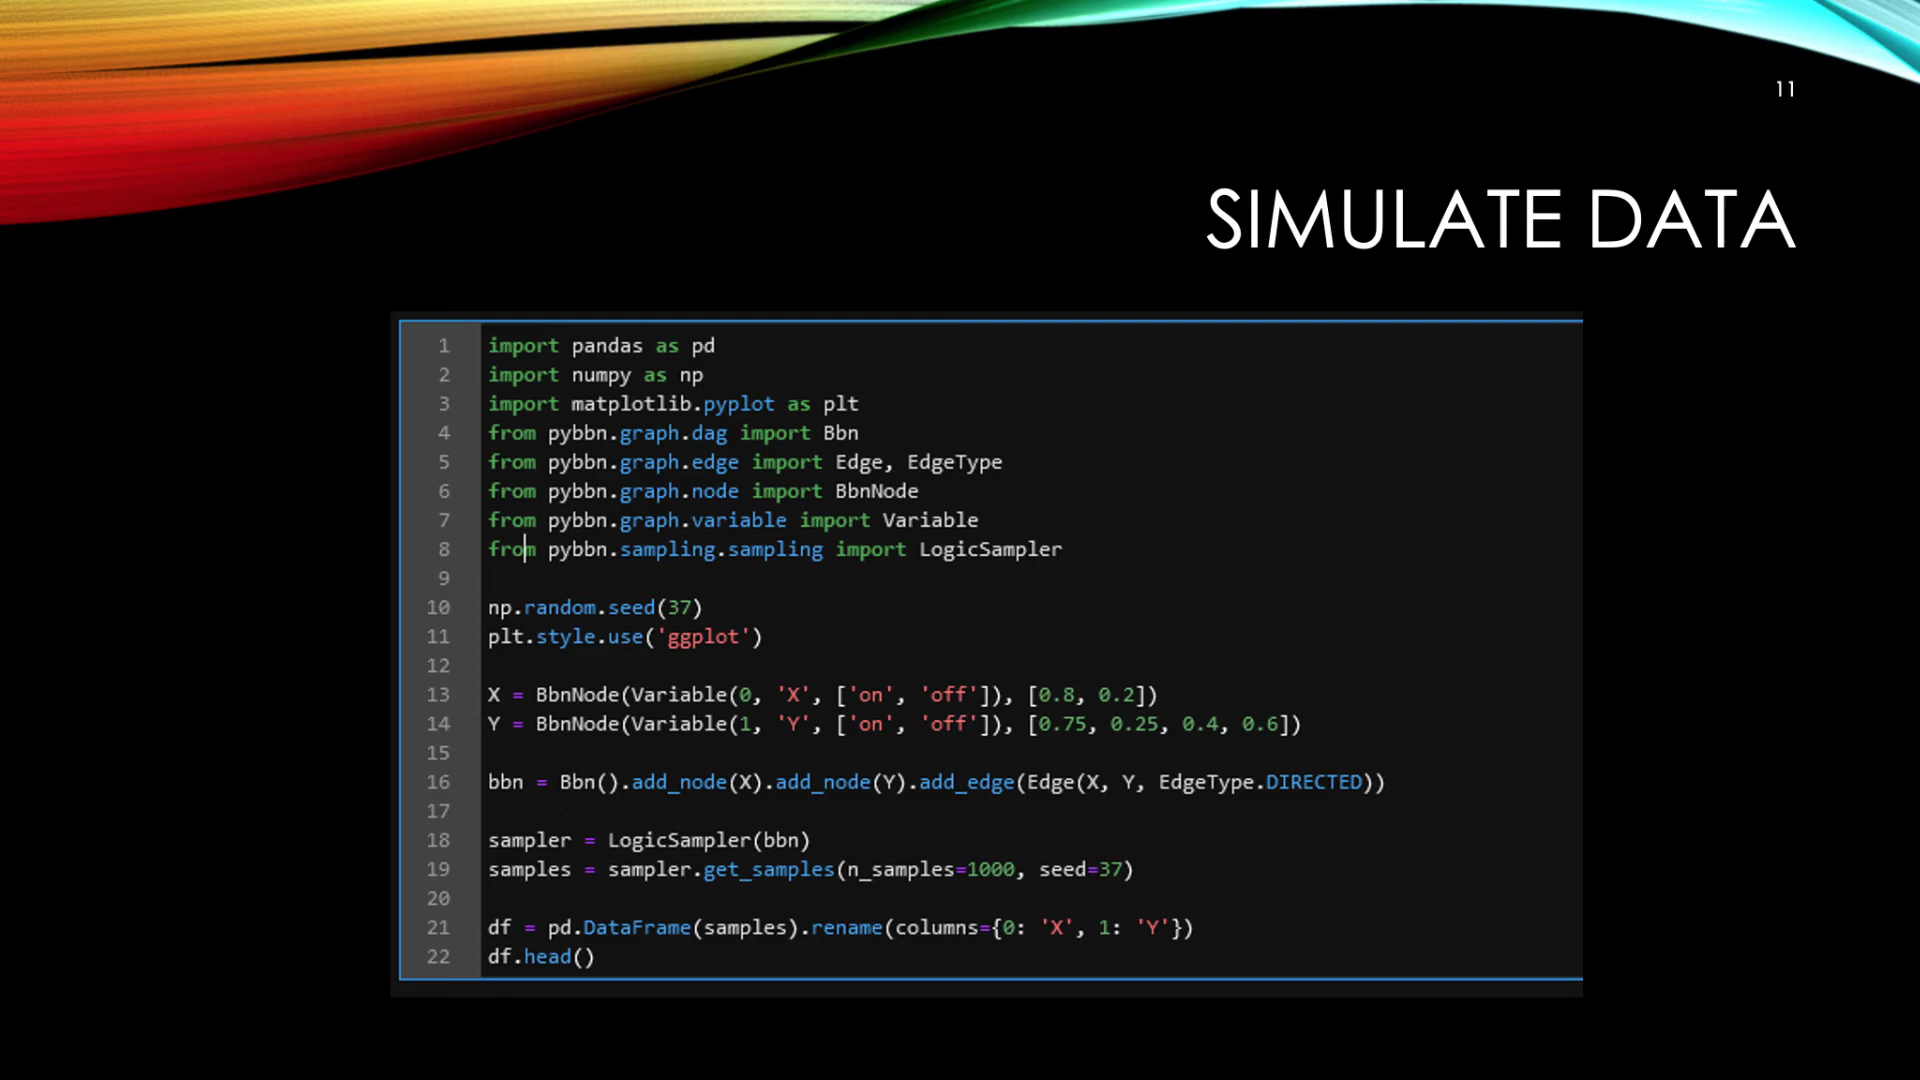 11
SIMULATE DATA
1 import pandas as pd
2 import numpy as np
3 import matplotlib.pyplot as plt
4 from pybbn.graph.dag import Bbn
5 from pybbn.graph.edge import Edge, EdgeType
6 from pybbn.graph.node import BbnNode
7 from pybbn.graph.variable import Variable
8 from pybbn.sampling.sampling import LogicSampler
9
10 np.random.seed(37)
11 plt.style.use('ggplot')
12
13 X = BbnNode(Variable(0, 'X', ['on', 'off']), [0.8, 0.2])
14 Y = BbnNode(Variable(1, 'Y', ['on', 'off']), [0.75, 0.25, 0.4, 0.6])
15
16 bbn = Bbn().add_node(X).add_node(Y).add_edge(Edge(X, Y, EdgeType.DIRECTED))
17
18 sampler = LogicSampler(bbn)
19 samples = sampler.get_samples(n_samples=1000, seed=37)
20
21 df = pd.DataFrame(samples).rename(columns={0: 'X', 1: 'Y'})
22 df.head()